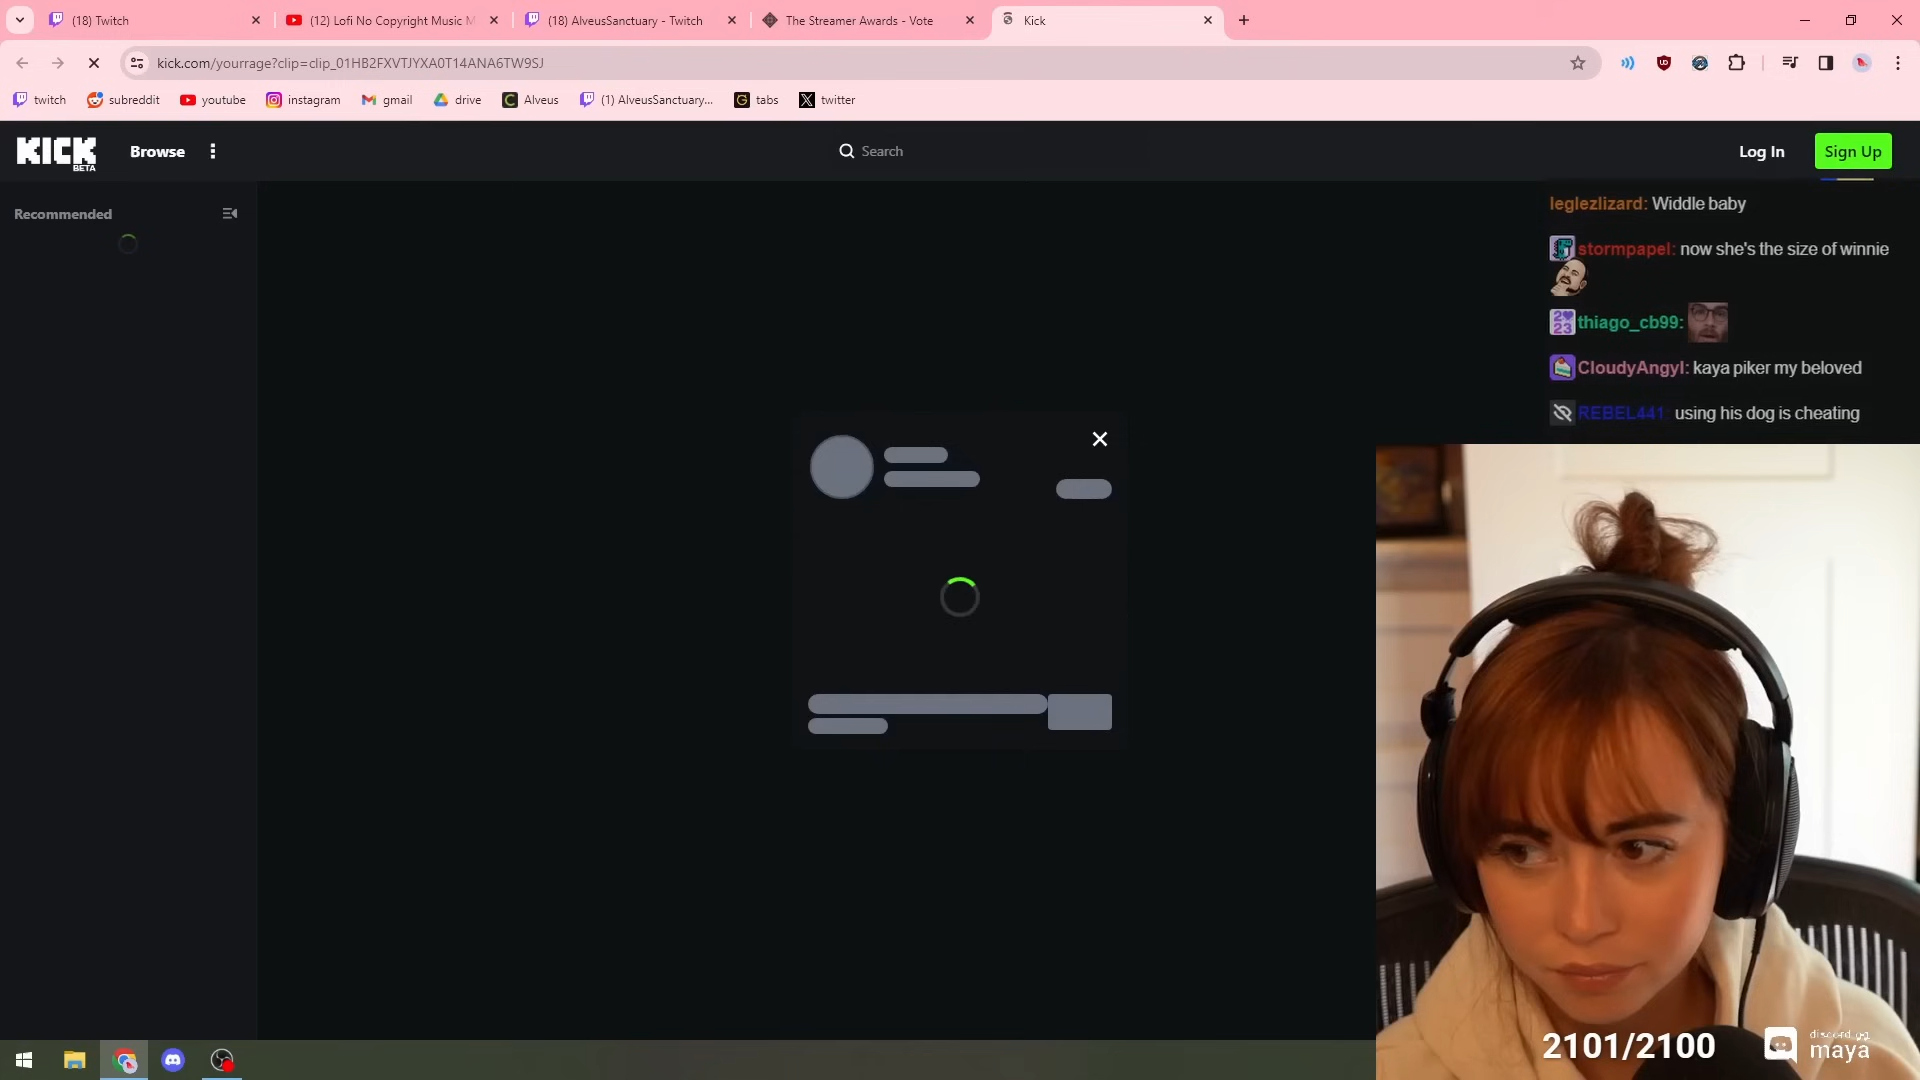 (18) Twitch
(12) Lofi No Copyright Music M
(18) AlveusSanctuary - Twitch
The Streamer Awards - Vote
Kick
kick.com/yourrage?clip=clip_01HB2FXVTJYXA0T14ANA6TW9SJ
twitch
subreddit
youtube
instagram
gmail
drive
Alveus
(1) AlveusSanctuary...
tabs
twitter
KICK
BETA
Browse
Search
Log In
Sign Up
Recommended
leglezlizard: Widdle baby
stormpapel: now she's the size of winnie
thiago_cb99:
CloudyAngyl: kaya piker my beloved
REBEL441: using his dog is cheating
2101/2100
discord.gg
maya